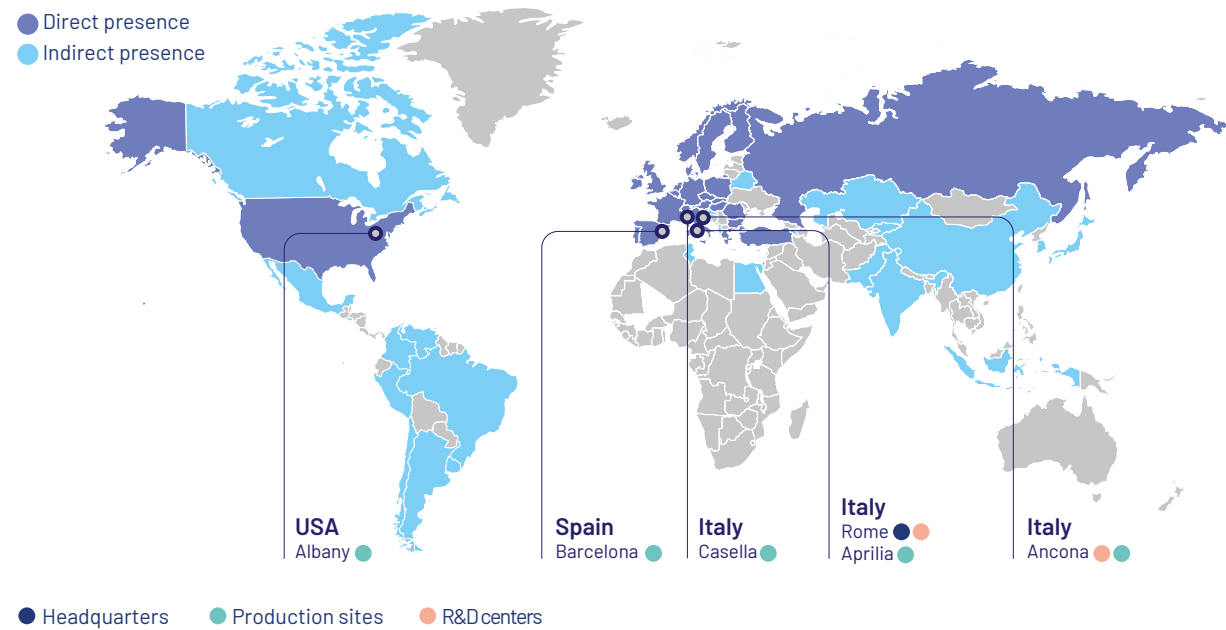 Direct presence
Indirect presence
USA
Albany
Spain
Barcelona
Italy
Casella
Italy
Rome
Aprilia
Italy
Ancona
Headquarters
Production sites
R&D centers